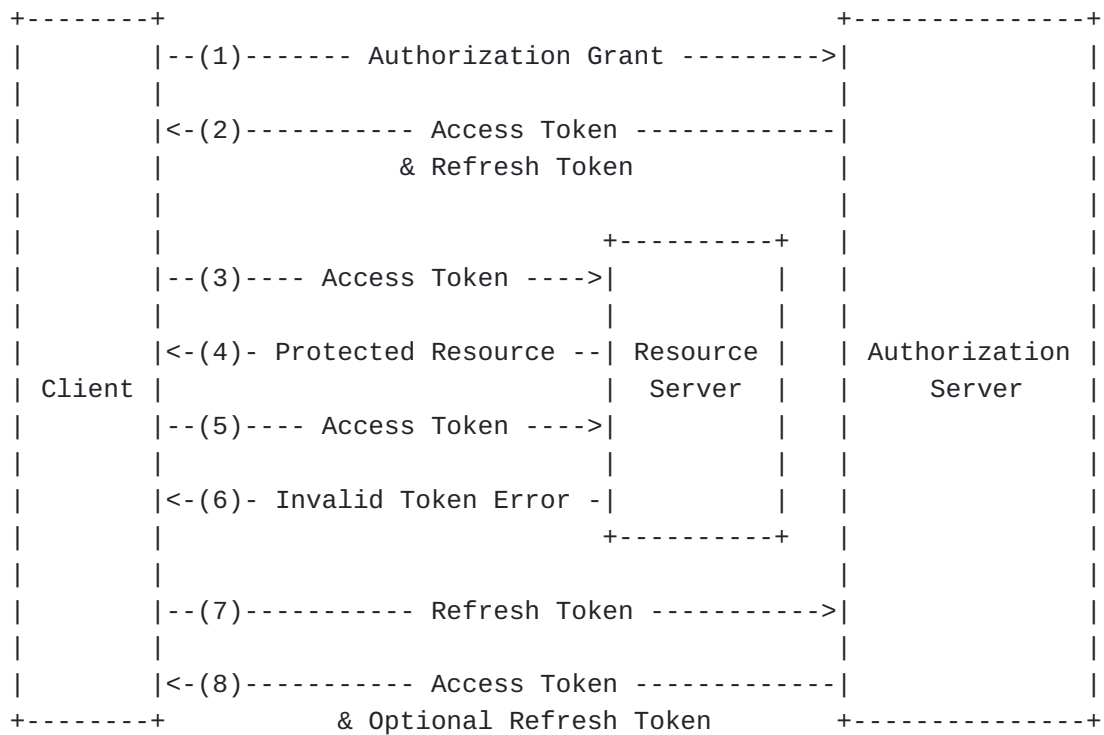 +--------+                                           +---------------+
|        |--(1)------- Authorization Grant --------->|               |
|        |                                           |               |
|        |<-(2)----------- Access Token -------------|               |
|        |               & Refresh Token             |               |
|        |                                           |               |
|        |                            +----------+   |               |
|        |--(3)---- Access Token ---->|          |   |               |
|        |                            |          |   |               |
|        |<-(4)- Protected Resource --| Resource |   | Authorization |
| Client |                            |  Server  |   |     Server    |
|        |--(5)---- Access Token ---->|          |   |               |
|        |                            |          |   |               |
|        |<-(6)- Invalid Token Error -|          |   |               |
|        |                            +----------+   |               |
|        |                                           |               |
|        |--(7)----------- Refresh Token ----------->|               |
|        |                                           |               |
|        |<-(8)----------- Access Token -------------|               |
+--------+           & Optional Refresh Token        +---------------+